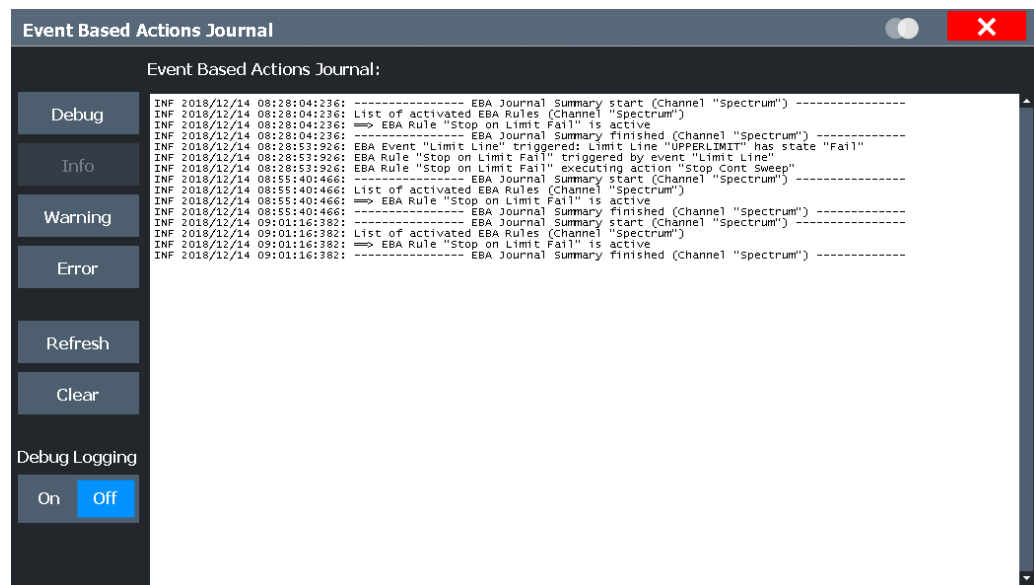 Event Based Actions Journal
Event Based Actions Journal:
Debug
Info
Warning
Error
Refresh
Clear
Debug Logging
On Off
INF 2018/12/14 08:28:04:236: ---------------- EBA Journal Summary start (Channel "Spectrum") ----------------
INF 2018/12/14 08:28:04:236: List of activated EBA Rules (Channel "Spectrum")
INF 2018/12/14 08:28:04:236: ==> EBA Rule "Stop on Limit Fail" is active
INF 2018/12/14 08:28:04:236: ---------------- EBA Journal Summary finished (Channel "Spectrum") -------------
INF 2018/12/14 08:28:53:926: EBA Event "Limit Line" triggered: Limit Line "UPPERLIMIT" has state "Fail"
INF 2018/12/14 08:28:53:926: EBA Rule "Stop on Limit Fail" triggered by event "Limit Line"
INF 2018/12/14 08:28:53:926: EBA Rule "Stop on Limit Fail" executing action "Stop Cont Sweep"
INF 2018/12/14 08:55:40:466: ---------------- EBA Journal Summary start (Channel "Spectrum") ----------------
INF 2018/12/14 08:55:40:466: List of activated EBA Rules (Channel "Spectrum")
INF 2018/12/14 08:55:40:466: ==> EBA Rule "Stop on Limit Fail" is active
INF 2018/12/14 08:55:40:466: ---------------- EBA Journal Summary finished (Channel "Spectrum") -------------
INF 2018/12/14 09:01:16:382: ---------------- EBA Journal Summary start (Channel "Spectrum") ----------------
INF 2018/12/14 09:01:16:382: List of activated EBA Rules (Channel "Spectrum")
INF 2018/12/14 09:01:16:382: ==> EBA Rule "Stop on Limit Fail" is active
INF 2018/12/14 09:01:16:382: ---------------- EBA Journal Summary finished (Channel "Spectrum") -------------